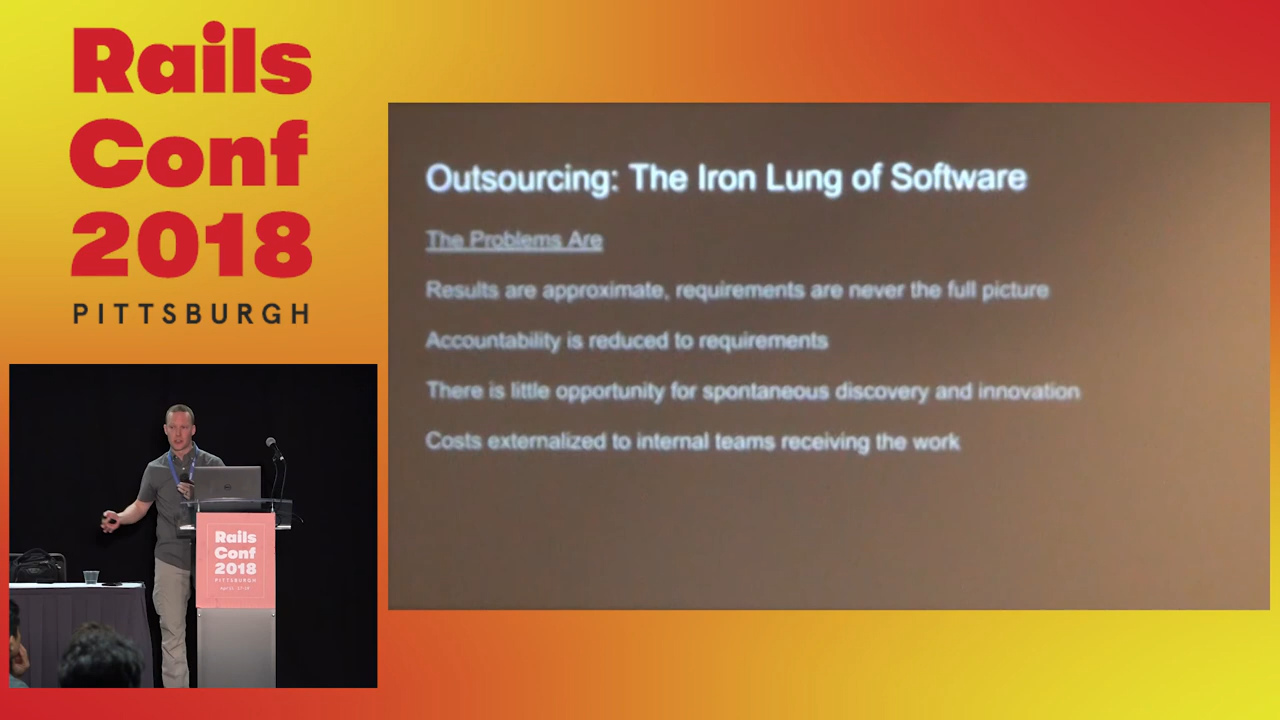 Rails
Conf
2018
PITTSBURGH
Outsourcing: The Iron Lung of Software
The Problems Are
Results are approximate, requirements are never the full picture
Accountability is reduced to requirements
There is little opportunity for spontaneous discovery and innovation
Costs externalized to internal teams receiving the work
Rails
Conf
2018
PITTSBURGH